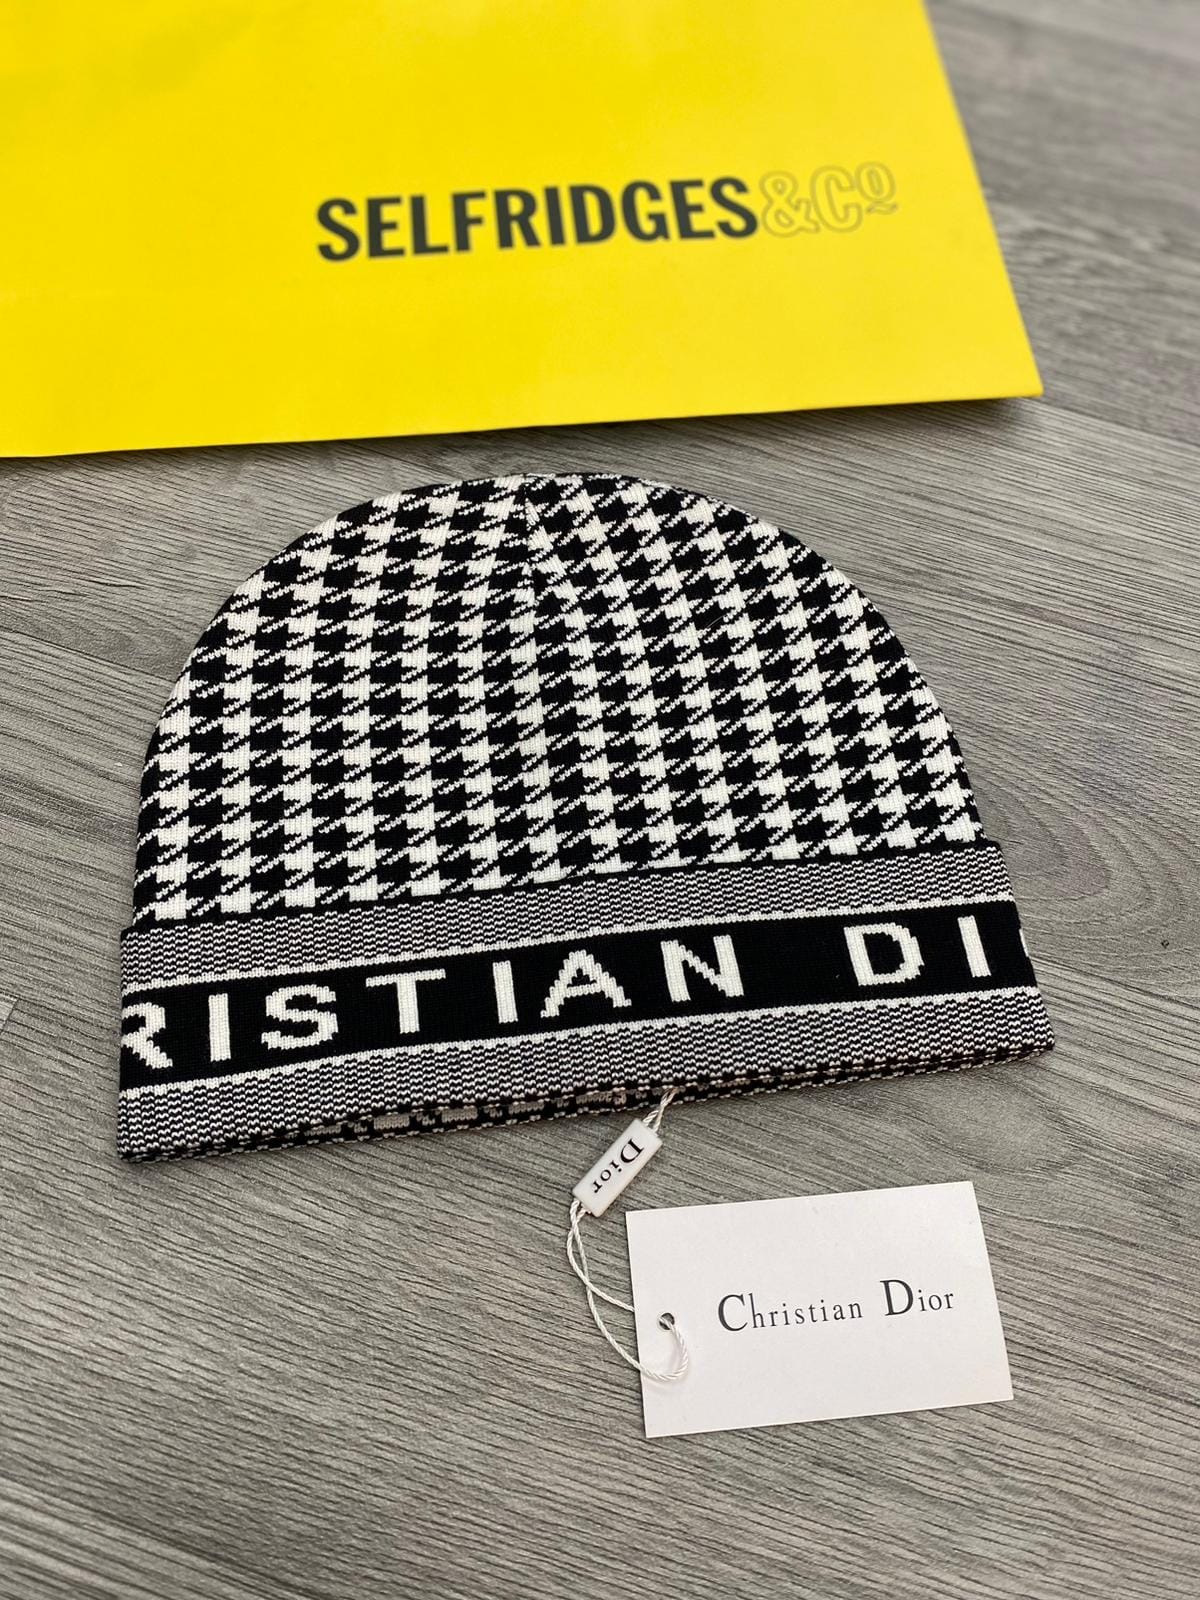 SELFRIDGES&Cº
RISTIAN DI
Dior
Christian Dior